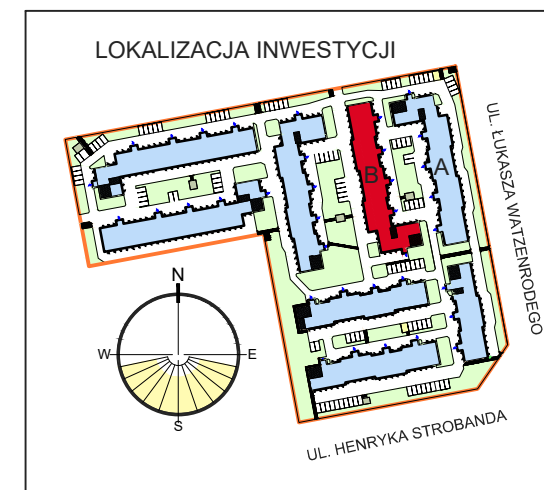 LOKALIZACJA INWESTYCJI
UL. ŁUKASZA WATZENRODEGO
A
B
N
W
E
S
UL. HENRYKA STROBANDA